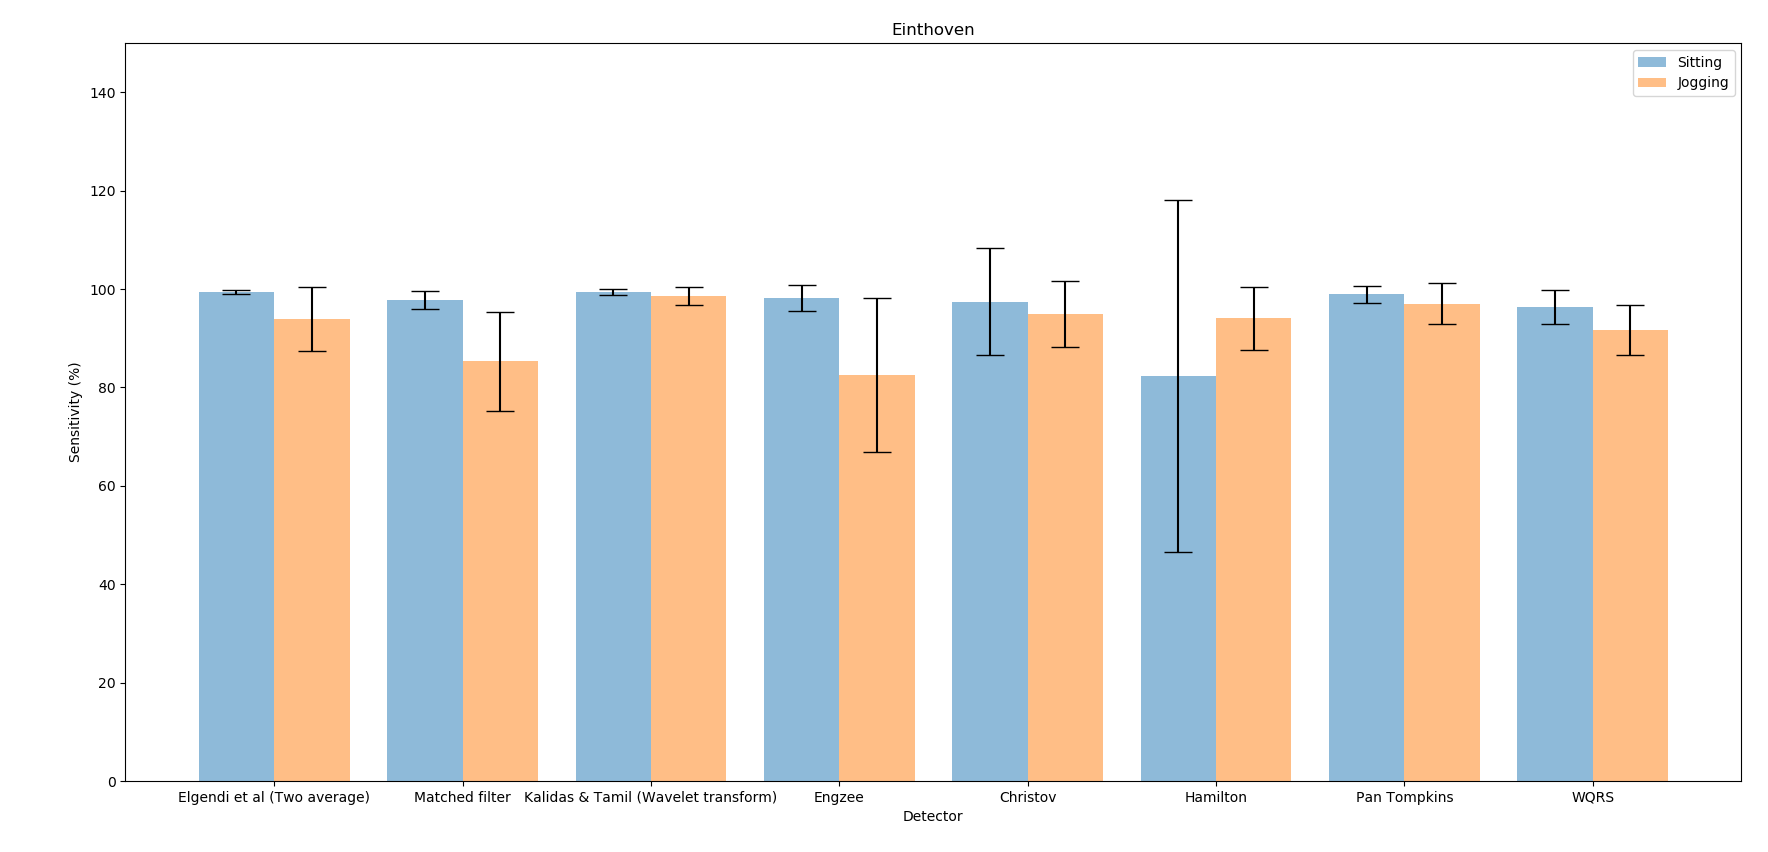 Einthoven
Sitting
Jogging
140
120
100
80
60
40
20
0
Sensitivity (%)
Elgendi et al (Two average)
Matched filter
Kalidas & Tamil (Wavelet transform)
Engzee
Christov
Hamilton
Pan Tompkins
WQRS
Detector